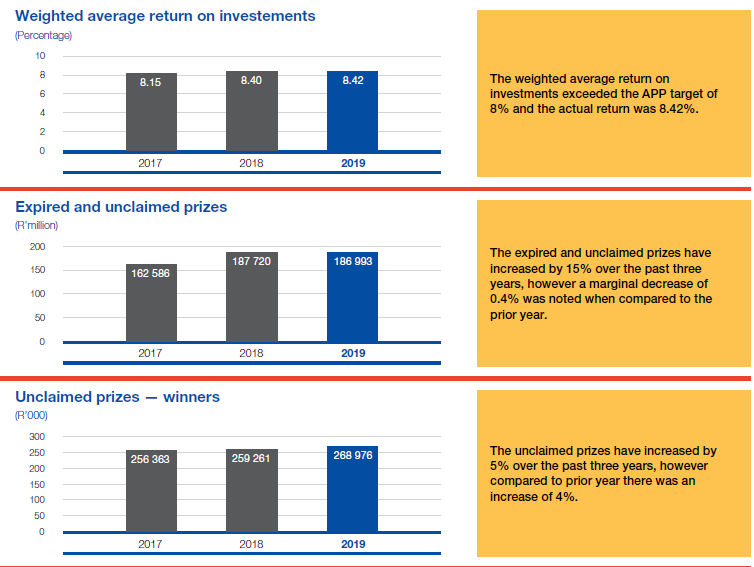 Weighted average return on investements
(Percentage)
10
8
6
4
2
0
8.15
8.40
8.42
2017
2018
2019
The weighted average return on
investments exceeded the APP target of
8% and the actual return was 8.42%.
Expired and unclaimed prizes
(R'million)
200
150
100
50
0
162 586
187 720
186 993
2017
2018
2019
The expired and unclaimed prizes have
increased by 15% over the past three
years, however a marginal decrease of
0.4% was noted when compared to the
prior year.
Unclaimed prizes — winners
(R'000)
300
250
200
150
100
50
0
256 363
259 261
268 976
2017
2018
2019
The unclaimed prizes have increased by
5% over the past three years, however
compared to prior year there was an
increase of 4%.